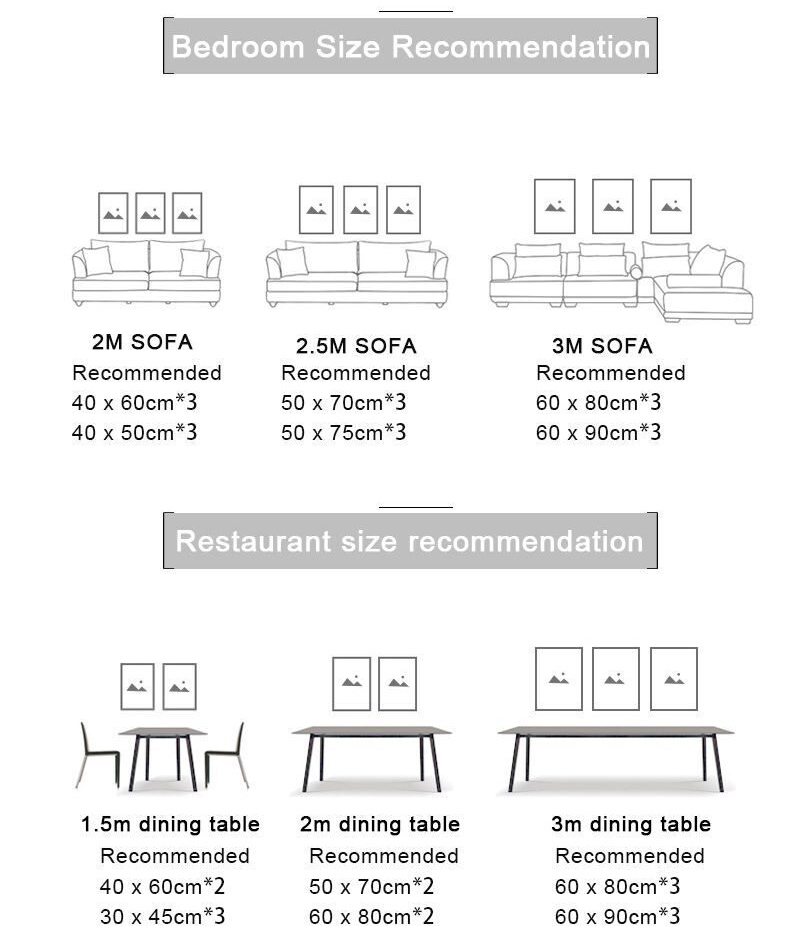 Bedroom Size Recommendation
2M SOFA
Recommended
40 x 60cm*3
40 x 50cm*3
2.5M SOFA
Recommended
50 x 70cm*3
50 x 75cm*3
3M SOFA
Recommended
60 x 80cm*3
60 x 90cm*3
Restaurant size recommendation
1.5m dining table
Recommended
40 x 60cm*2
30 x 45cm*3
2m dining table
Recommended
50 x 70cm*2
60 x 80cm*2
3m dining table
Recommended
60 x 80cm*3
60 x 90cm*3